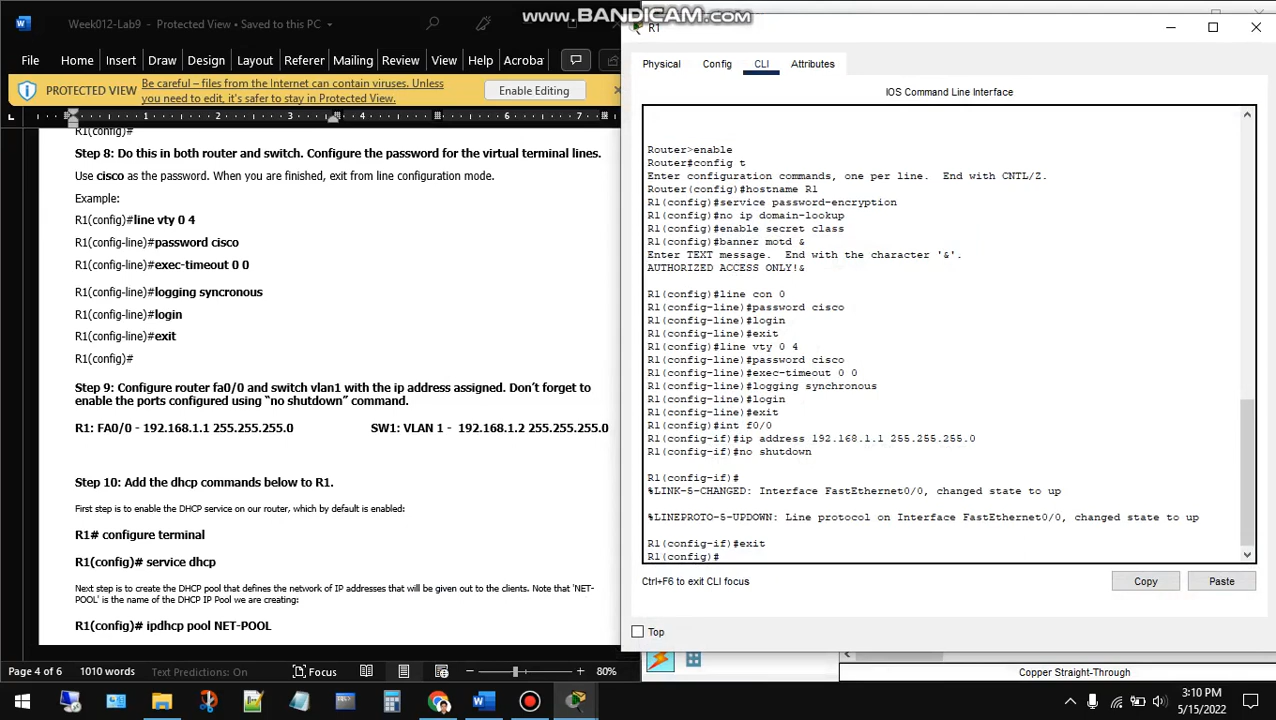 www.BANDICAM.com
Week012-Lab9 - Protected View • Saved to this PC
File Home Insert Draw Design Layout Referer Mailing Review View Help Acroba
PROTECTED VIEW Be careful – files from the Internet can contain viruses. Unless
you need to edit, it's safer to stay in Protected View.
Enable Editing
1 2 3 4 5 6 7
R1(config)#
Step 8: Do this in both router and switch. Configure the password for the virtual terminal lines.
Use cisco as the password. When you are finished, exit from line configuration mode.
Example:
R1(config)#line vty 0 4
R1(config-line)#password cisco
R1(config-line)#exec-timeout 0 0
R1(config-line)#logging syncronous
R1(config-line)#login
R1(config-line)#exit
R1(config)#
Step 9: Configure router fa0/0 and switch vlan1 with the ip address assigned. Don't forget to
enable the ports configured using “no shutdown” command.
R1: FA0/0 - 192.168.1.1 255.255.255.0 SW1: VLAN 1 - 192.168.1.2 255.255.255.0
Step 10: Add the dhcp commands below to R1.
First step is to enable the DHCP service on our router, which by default is enabled:
R1# configure terminal
R1(config)# service dhcp
Next step is to create the DHCP pool that defines the network of IP addresses that will be given out to the clients. Note that 'NET-
POOL' is the name of the DHCP IP Pool we are creating:
R1(config)# ipdhcp pool NET-POOL
Page 4 of 6 1010 words Text Predictions: On Focus 80%
R1
Physical Config CLI Attributes
IOS Command Line Interface
Router>enable
Router#config t
Enter configuration commands, one per line. End with CNTL/Z.
Router(config)#hostname R1
R1(config)#service password-encryption
R1(config)#no ip domain-lookup
R1(config)#enable secret class
R1(config)#banner motd &
Enter TEXT message. End with the character '&'.
AUTHORIZED ACCESS ONLY!&
R1(config)#line con 0
R1(config-line)#password cisco
R1(config-line)#login
R1(config-line)#exit
R1(config)#line vty 0 4
R1(config-line)#password cisco
R1(config-line)#exec-timeout 0 0
R1(config-line)#logging synchronous
R1(config-line)#login
R1(config-line)#exit
R1(config)#int f0/0
R1(config-if)#ip address 192.168.1.1 255.255.255.0
R1(config-if)#no shutdown
R1(config-if)#
%LINK-5-CHANGED: Interface FastEthernet0/0, changed state to up
%LINEPROTO-5-UPDOWN: Line protocol on Interface FastEthernet0/0, changed state to up
R1(config-if)#exit
R1(config)#
Ctrl+F6 to exit CLI focus
Copy Paste
Top
Copper Straight-Through
3:10 PM
5/15/2022